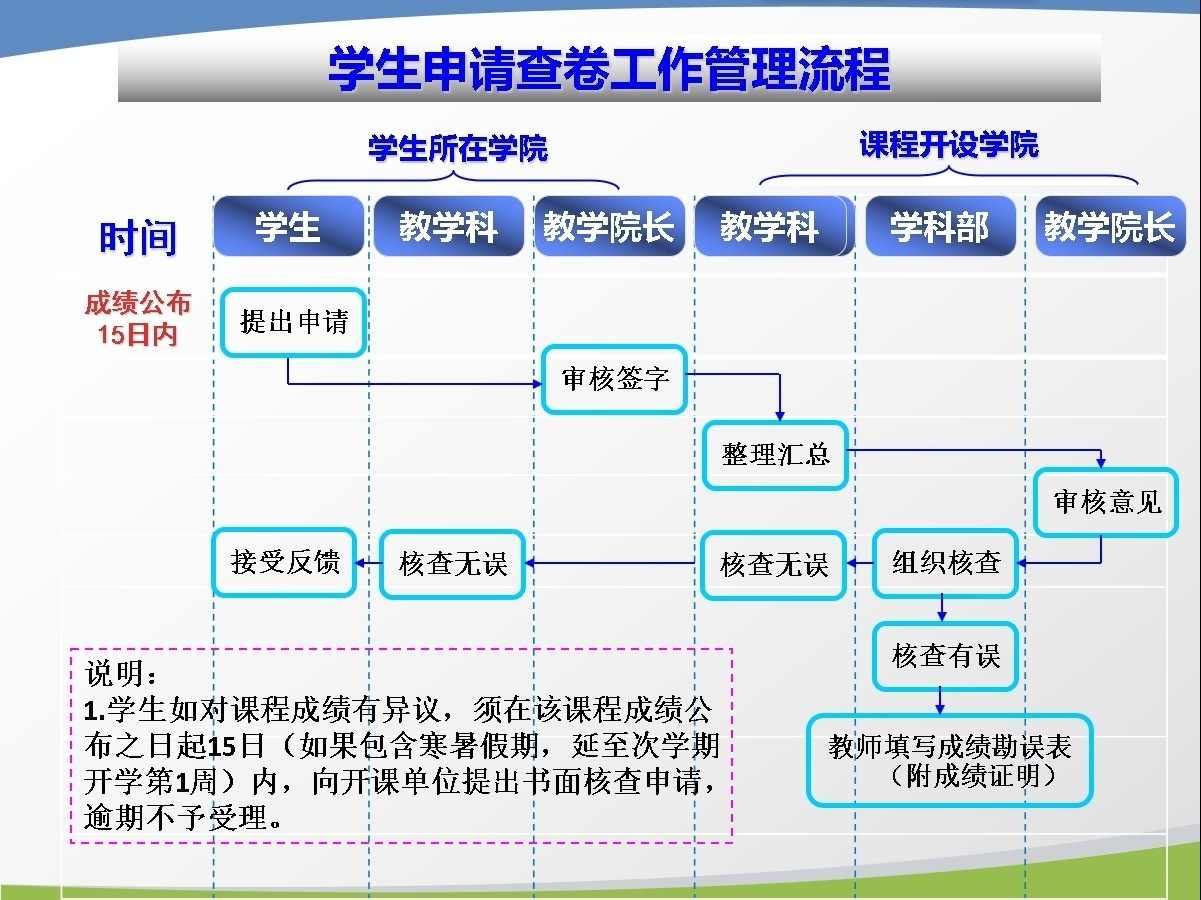 学生申请查卷工作管理流程
学生所在学院
课程开设学院
时间
学生
教学科
教学院长
教学科
学科部
教学院长
成绩公布
15日内
提出申请
审核签字
整理汇总
审核意见
接受反馈
核查无误
核查无误
组织核查
核查有误
教师填写成绩勘误表
（附成绩证明）
说明：
1.学生如对课程成绩有异议，须在该课程成绩公
布之日起15日（如果包含寒暑假期，延至次学期
开学第1周）内，向开课单位提出书面核查申请，
逾期不予受理。